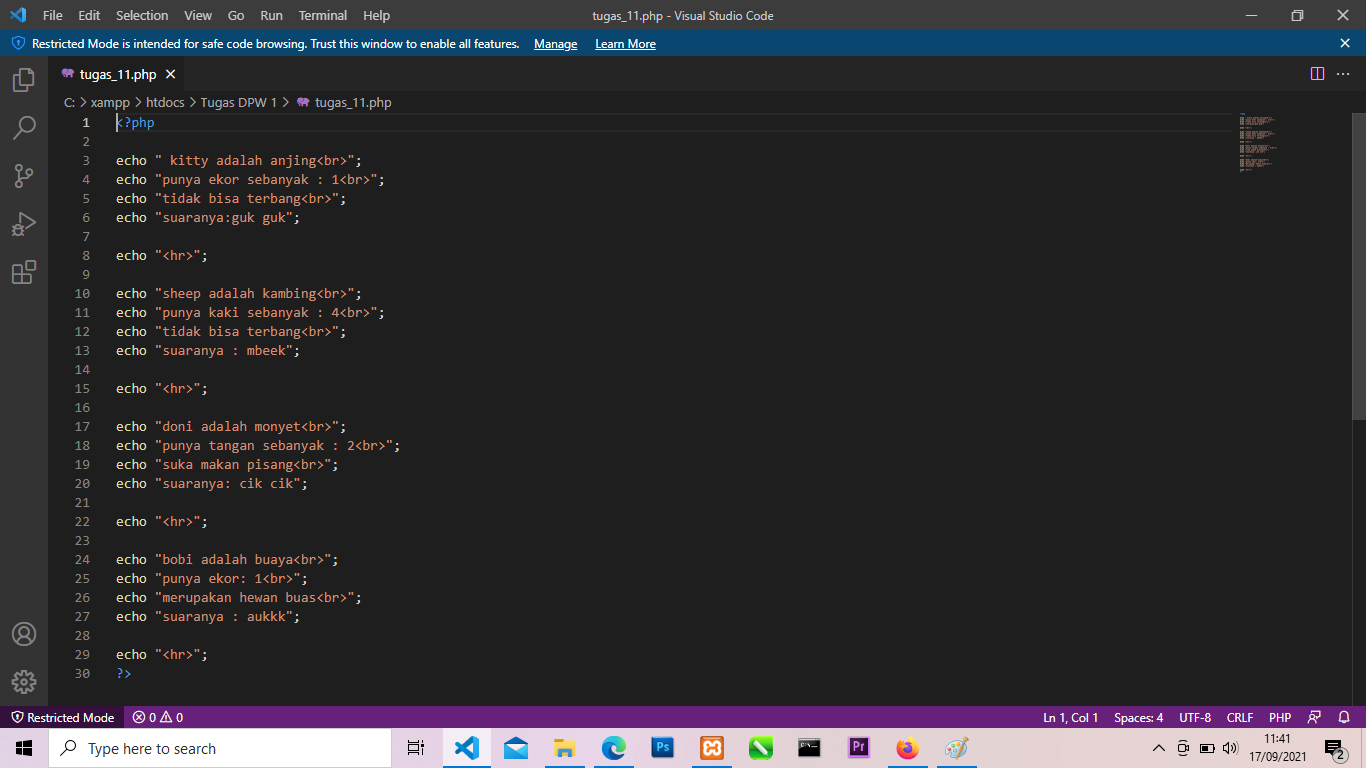 File Edit Selection View Go Run Terminal Help
tugas_11.php - Visual Studio Code
Restricted Mode is intended for safe code browsing. Trust this window to enable all features. Manage Learn More
tugas_11.php
C: > xampp > htdocs > Tugas DPW 1 > tugas_11.php
1 <?php
2
3 echo " kitty adalah anjing<br>";
4 echo "punya ekor sebanyak : 1<br>";
5 echo "tidak bisa terbang<br>";
6 echo "suaranya:guk guk";
7
8 echo "<hr>";
9
10 echo "sheep adalah kambing<br>";
11 echo "punya kaki sebanyak : 4<br>";
12 echo "tidak bisa terbang<br>";
13 echo "suaranya : mbeek";
14
15 echo "<hr>";
16
17 echo "doni adalah monyet<br>";
18 echo "punya tangan sebanyak : 2<br>";
19 echo "suka makan pisang<br>";
20 echo "suaranya: cik cik";
21
22 echo "<hr>";
23
24 echo "bobi adalah buaya<br>";
25 echo "punya ekor: 1<br>";
26 echo "merupakan hewan buas<br>";
27 echo "suaranya : aukkk";
28
29 echo "<hr>";
30 ?>
Restricted Mode 0 0 Ln 1, Col 1 Spaces: 4 UTF-8 CRLF PHP
Type here to search
Ps
Pr
11:41
17/09/2021
2